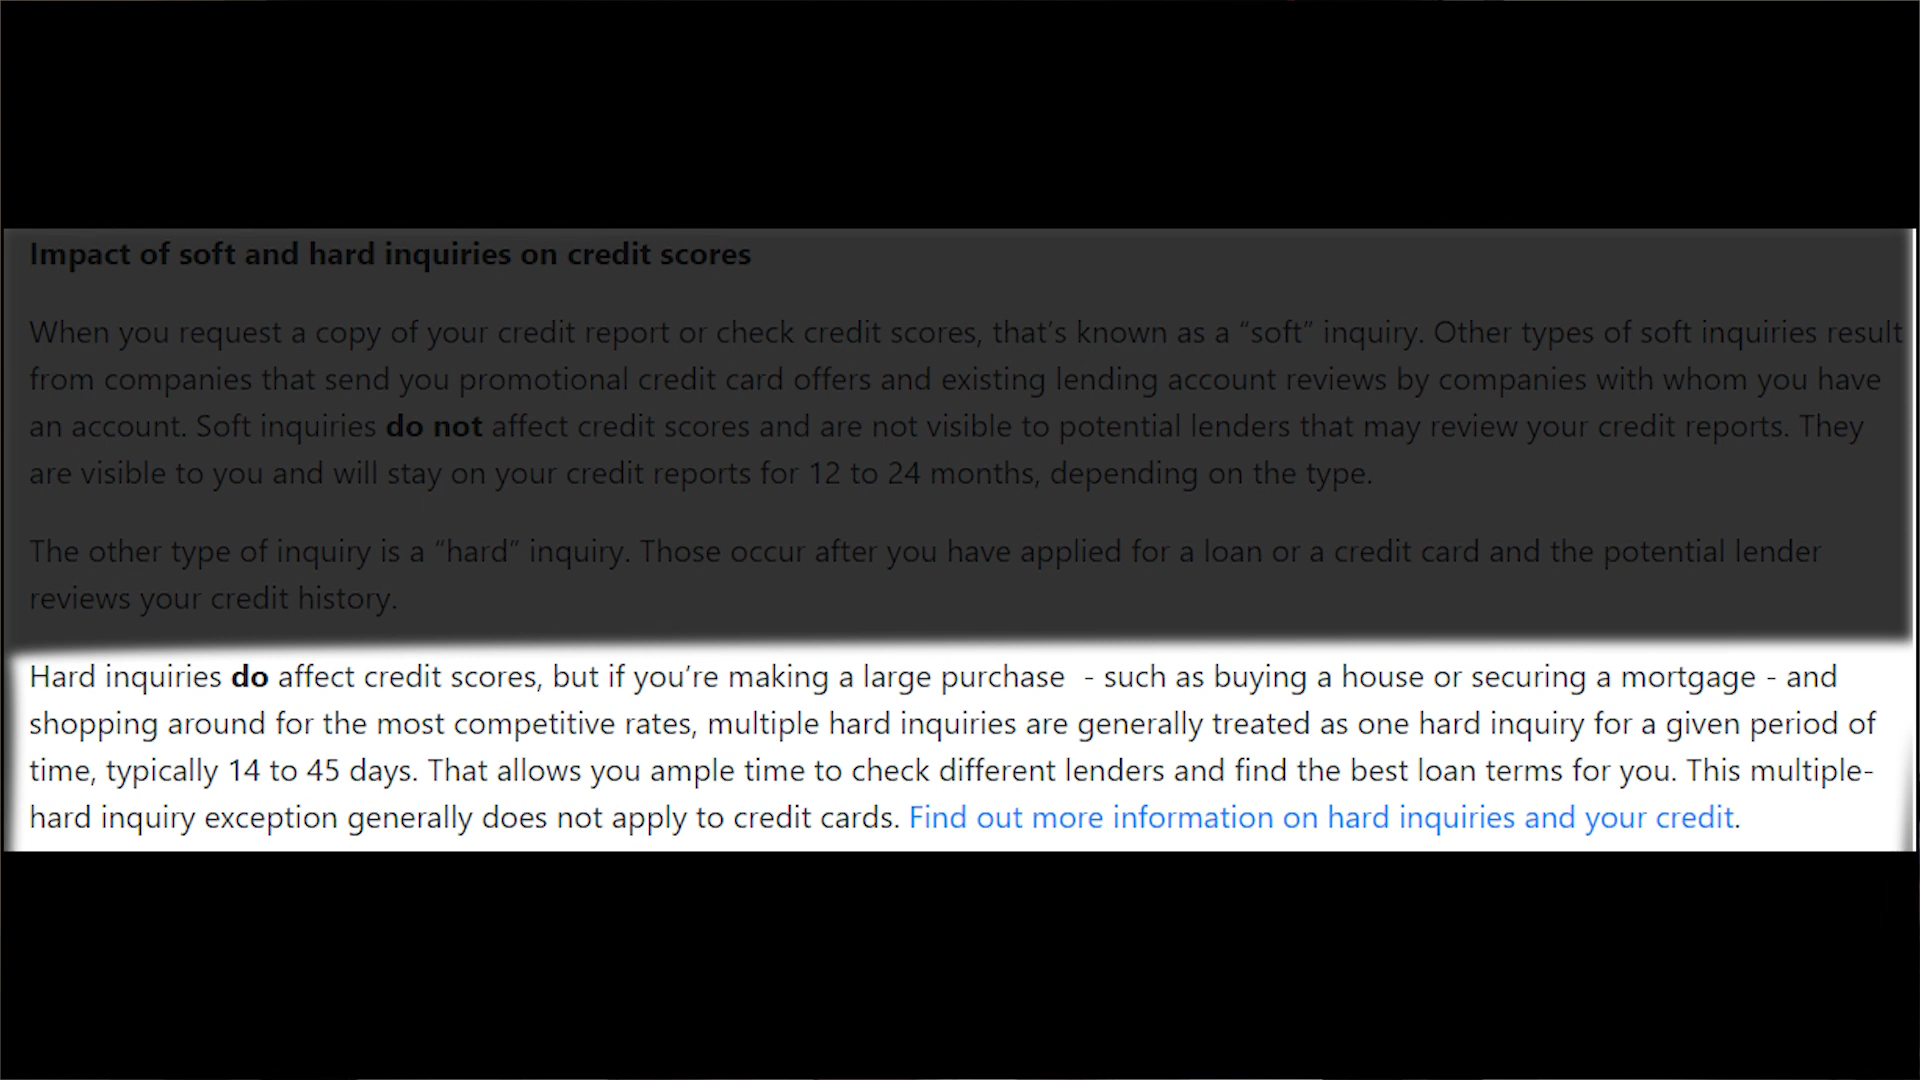 Impact of soft and hard inquiries on credit scores
When you request a copy of your credit report or check credit scores, that’s known as a “soft” inquiry. Other types of soft inquiries result
from companies that send you promotional credit card offers and existing lending account reviews by companies with whom you have
an account. Soft inquiries do not affect credit scores and are not visible to potential lenders that may review your credit reports. They
are visible to you and will stay on your credit reports for 12 to 24 months, depending on the type.
The other type of inquiry is a “hard” inquiry. Those occur after you have applied for a loan or a credit card and the potential lender
reviews your credit history.
Hard inquiries do affect credit scores, but if you’re making a large purchase  - such as buying a house or securing a mortgage - and
shopping around for the most competitive rates, multiple hard inquiries are generally treated as one hard inquiry for a given period of
time, typically 14 to 45 days. That allows you ample time to check different lenders and find the best loan terms for you. This multiple-
hard inquiry exception generally does not apply to credit cards. Find out more information on hard inquiries and your credit.